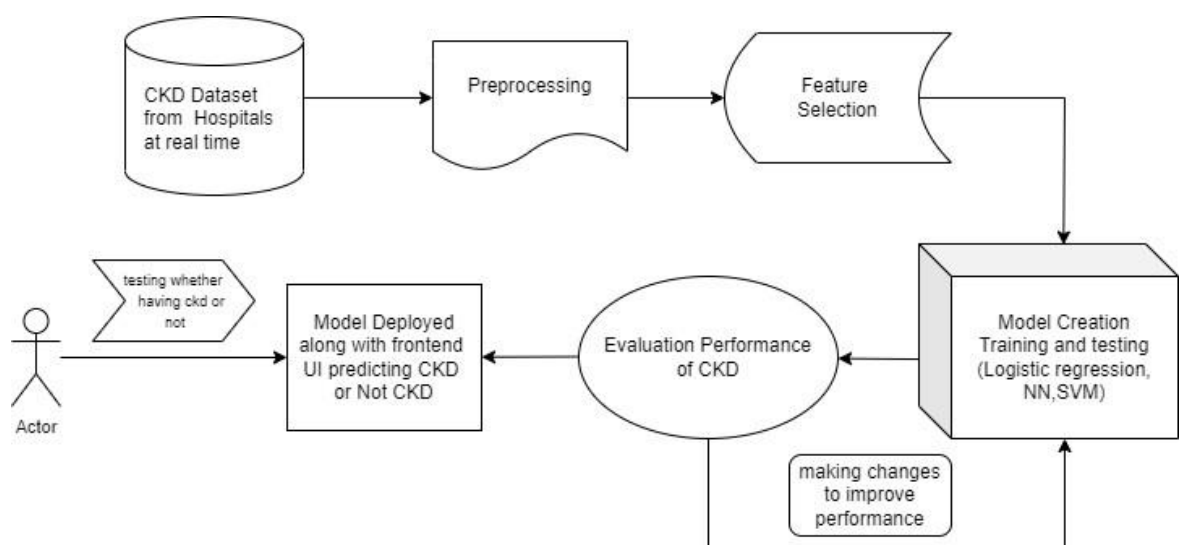 CKD Dataset
from Hospitals
at real time
Preprocessing
Feature
Selection
testing whether
having ckd or
not
Actor
Model Deployed
along with frontend
UI predicting CKD
or Not CKD
Evaluation Performance
of CKD
Model Creation
Training and testing
(Logistic regression,
NN,SVM)
making changes
to improve
performance